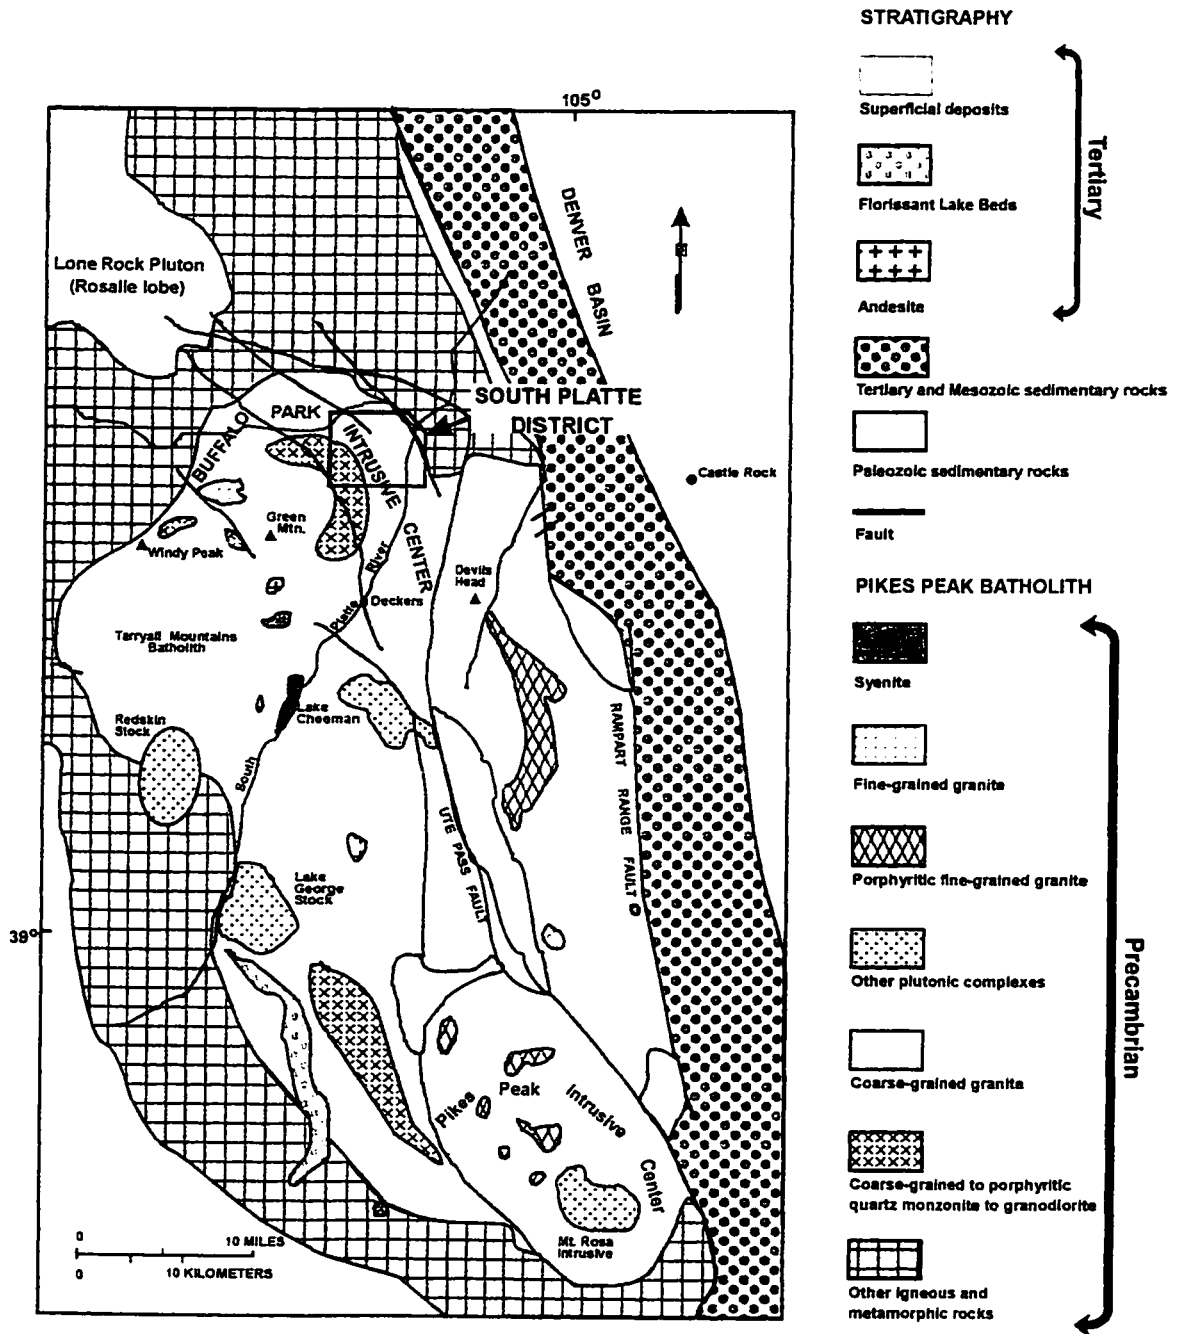 STRATIGRAPHY
Superficial deposits
Florissant Lake Beds
Andesite
Tertiary
Tertiary and Mesozoic sedimentary rocks
Paleozoic sedimentary rocks
Fault
PIKES PEAK BATHOLITH
Syenite
Fine-grained granite
Porphyritic fine-grained granite
Other plutonic complexes
Coarse-grained granite
Coarse-grained to porphyritic
quartz monzonite to granodiorite
Other igneous and
metamorphic rocks
Precambrian
105°
DENVER BASIN
Lone Rock Pluton
(Rosalie lobe)
SOUTH PLATTE
DISTRICT
BUFFALO PARK INTRUSIVE CENTER
Castle Rock
Green
Mtn.
Windy Peak
Devils
Head
South Platte River
Deckers
Tarryall Mountains
Batholith
Lake
Cheeman
Redskin
Stock
RAMPART RANGE FAULT
UTE PASS FAULT
Lake
George
Stock
39°
Pikes Peak Intrusive Center
Mt. Rosa
Intrusive
0 10 MILES
0 10 KILOMETERS